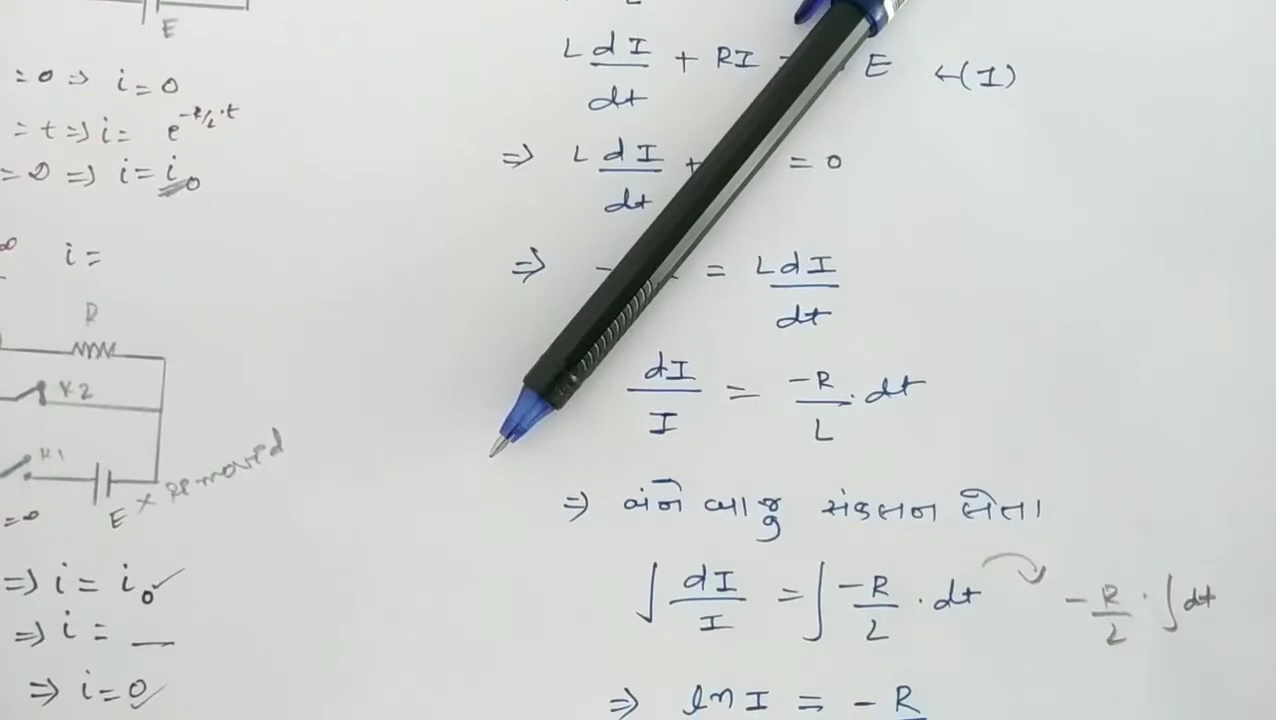 E
= 0 => i = 0
= t => i = e^-R/L·t
=> i = i₀
i =
R
K2
K1
E × Removed
=> i = i₀ ✓
=> i = __
=> i = 0 ✓
L dI/dt + RI E ←(1)
=> L dI/dt + = 0
=> - = L dI/dt
dI/I = -R/L · dt
=> બંને બાજુ સંકલન લેતા
∫ dI/I = ∫ -R/L · dt -R/L · ∫dt
=> ln I = - R